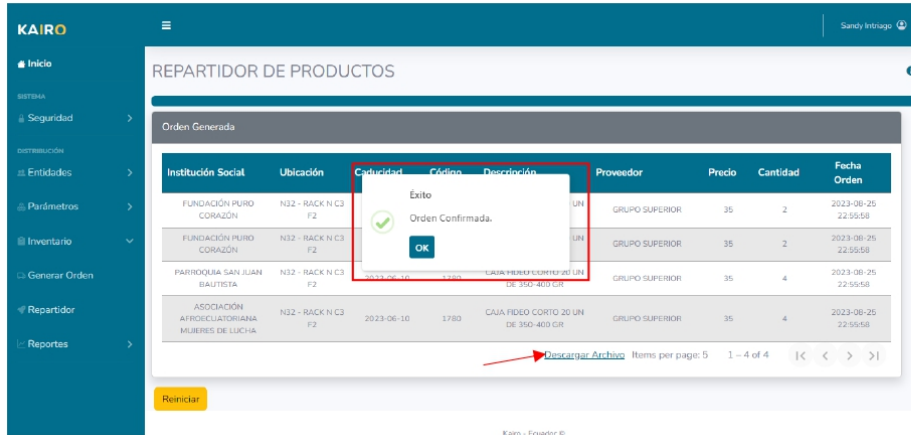 KAIRO
Sandy Intriago
Inicio
SISTEMA
Seguridad
DISTRIBUCIÓN
Entidades
Parámetros
Inventario
Generar Orden
Repartidor
Reportes
REPARTIDOR DE PRODUCTOS
Orden Generada
Institución Social Ubicación Caducidad Código Descripción Proveedor Precio Cantidad Fecha
Orden
FUNDACIÓN PURO N32 - RACK N C3 UN GRUPO SUPERIOR 35 2 2023-08-25
CORAZÓN F2 22:55:58
FUNDACIÓN PURO N32 - RACK N C3 UN GRUPO SUPERIOR 35 2 2023-08-25
CORAZÓN F2 22:55:58
PARROQUIA SAN JUAN N32 - RACK N C3 2023-06-10 1780 CAJA FIDEO CORTO 20 UN GRUPO SUPERIOR 35 4 2023-08-25
BAUTISTA F2 DE 350-400 GR 22:55:58
ASOCIACIÓN
AFROECUATORIANA N32 - RACK N C3 2023-06-10 1780 CAJA FIDEO CORTO 20 UN GRUPO SUPERIOR 35 4 2023-08-25
MUJERES DE LUCHA F2 DE 350-400 GR 22:55:58
Éxito
Orden Confirmada.
OK
Descargar Archivo Items per page: 5 1 – 4 of 4
Reiniciar
Kairo - Ecuador ©